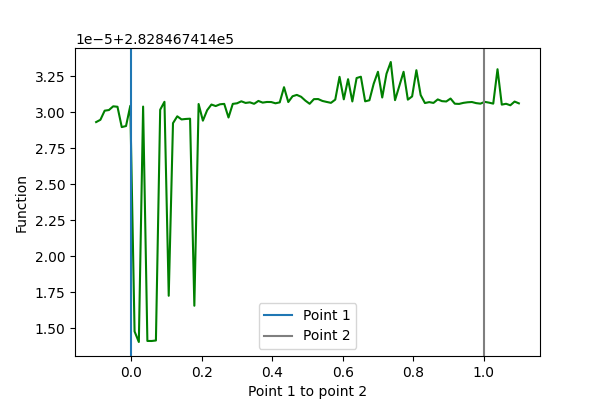 1e−5+2.828467414e5
3.25
3.00
2.75
2.50
2.25
2.00
1.75
1.50
Function
0.0 0.2 0.4 0.6 0.8 1.0
Point 1 to point 2
Point 1
Point 2